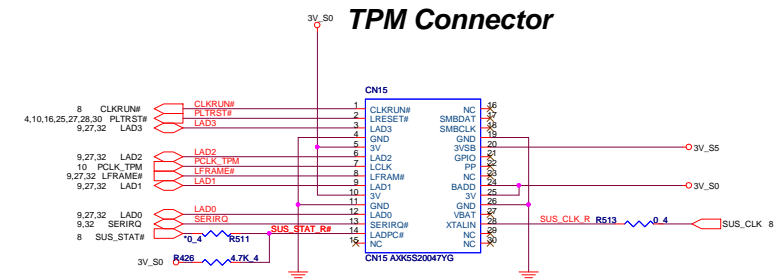 3V_S0 TPM Connector
CN15
8 CLKRUN# CLKRUN# 1 CLKRUN# NC 16
4,10,16,25,27,28,30 PLTRST# PLTRST# 2 LRESET# SMBDAT 17
9,27,32 LAD3 LAD3 3 LAD3 SMBCLK 18
4 GND GND 19
5 3V 3VSB 20 3V_S5
9,27,32 LAD2 LAD2 6 LAD2 GPIO 21
10 PCLK_TPM PCLK_TPM 7 LCLK PP 22
9,27,32 LFRAME# LFRAME# 8 LFRAM# NC 23
9,27,32 LAD1 LAD1 9 LAD1 BADD 24 3V_S0
10 3V 3V 25
11 GND GND 26
9,27,32 LAD0 LAD0 12 LAD0 VBAT 27
9,32 SERIRQ SERIRQ 13 SERIRQ# XTALIN 28 SUS_CLK_R R513 0_4 SUS_CLK 8
8 SUS_STAT# *0_4 R511 SUS_STAT_R# 14 LADPC# NC 29
15 NC NC 30
3V_S0 R426 4.7K_4 CN15 AXK5S20047YG